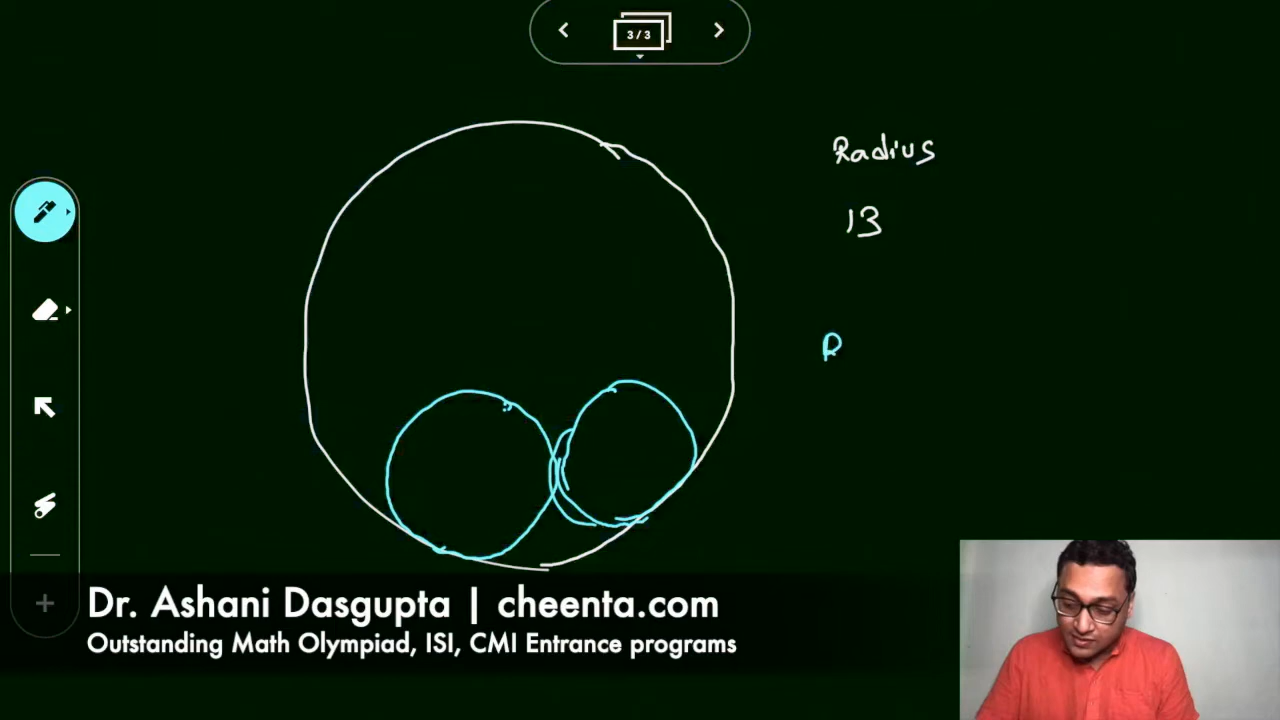 3/3
Radius
13
R
Dr. Ashani Dasgupta | cheenta.com
Outstanding Math Olympiad, ISI, CMI Entrance programs